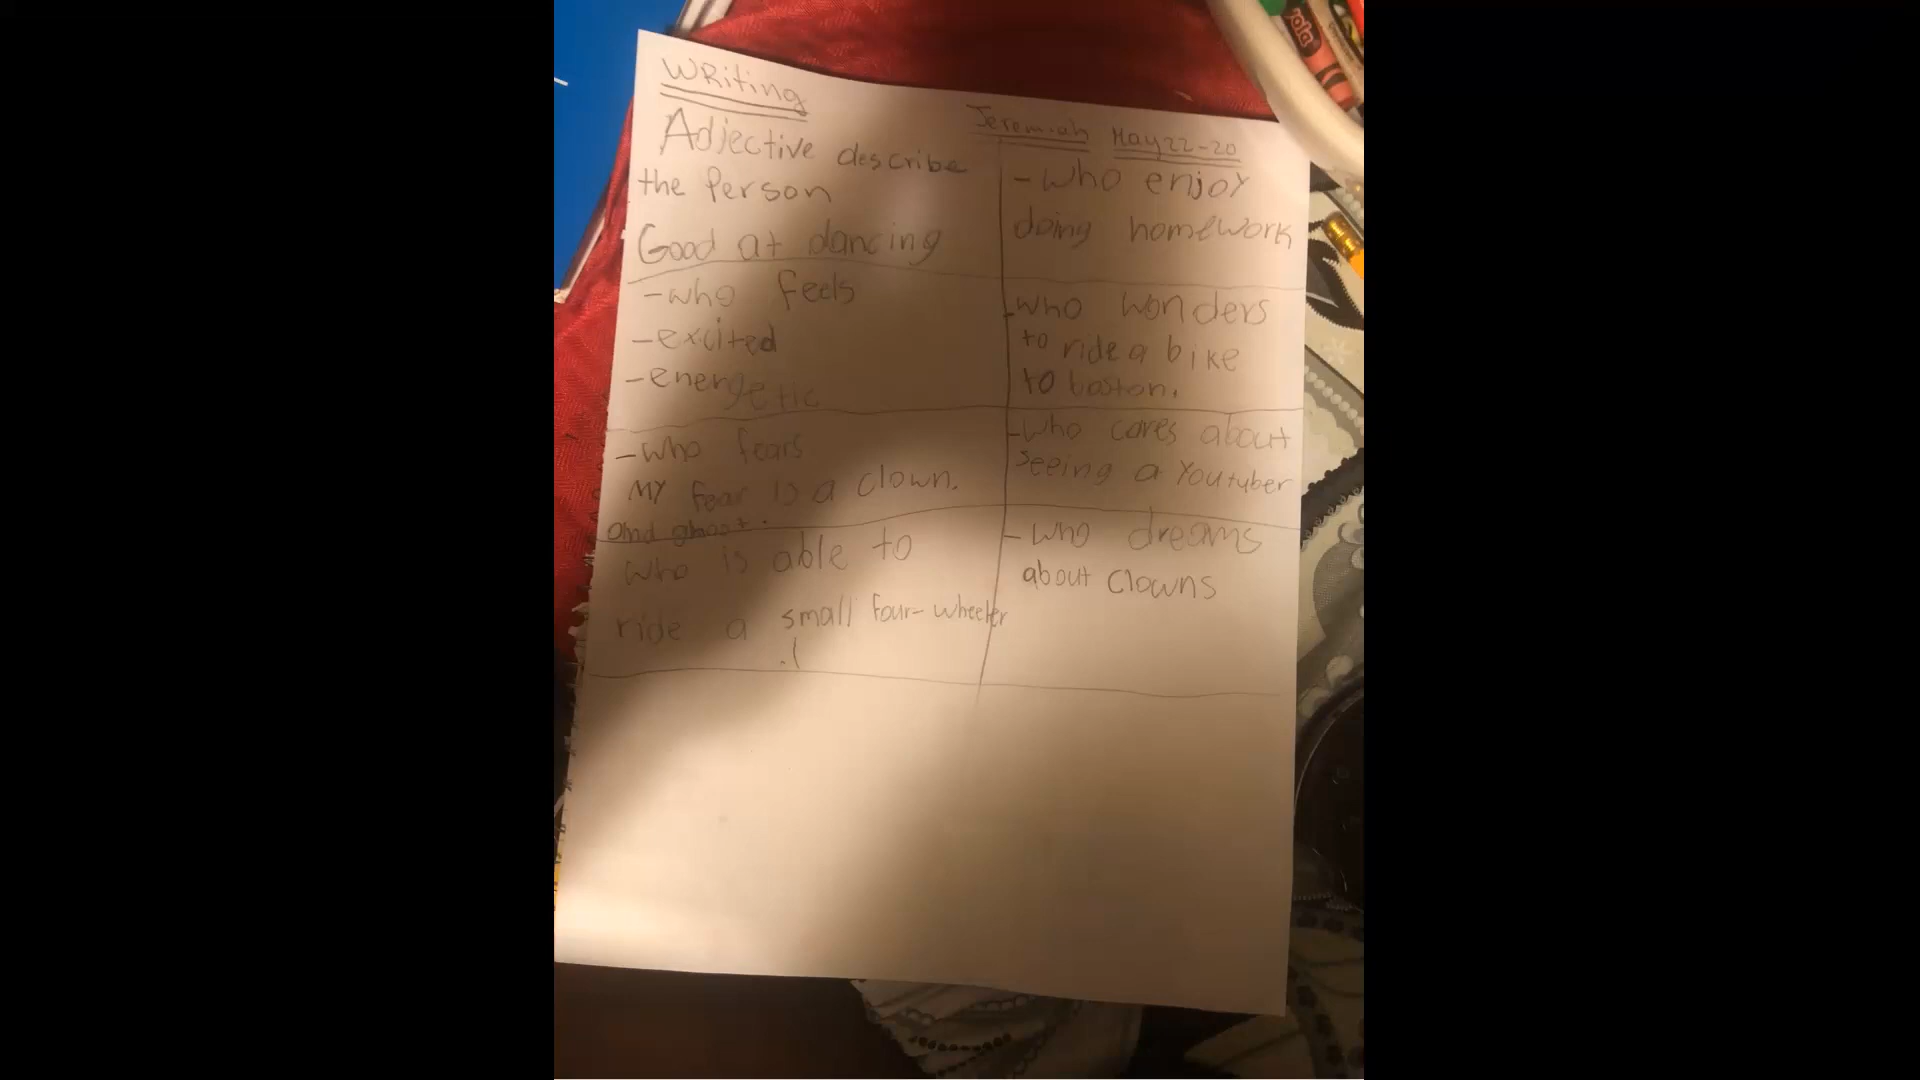 WRiting
Jeremiah May 22-20
Adjective describe
the Person
Good at dancing
- who enjoy
doing homework
- who feels
- excited
- energetic
- who wonders
to ride a bike
to boston.
- who fears
MY fear is a clown.
and ghost.
- who cares about
seeing a Youtuber
who is able to
ride a small four-wheeler
- who dreams
about clowns
ola